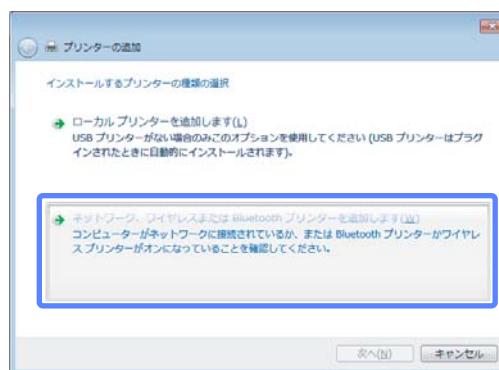 プリンターの追加
インストールするプリンターの種類の選択
ローカル プリンターを追加します(L)
USB プリンターがない場合のみこのオプションを使用してください (USB プリンターはプラグ
インされたときに自動的にインストールされます)。
ネットワーク、ワイヤレスまたは Bluetooth プリンターを追加します(W)
コンピューターがネットワークに接続されているか、または Bluetooth プリンターかワイヤレ
ス プリンターがオンになっていることを確認してください。
次へ(N) キャンセル